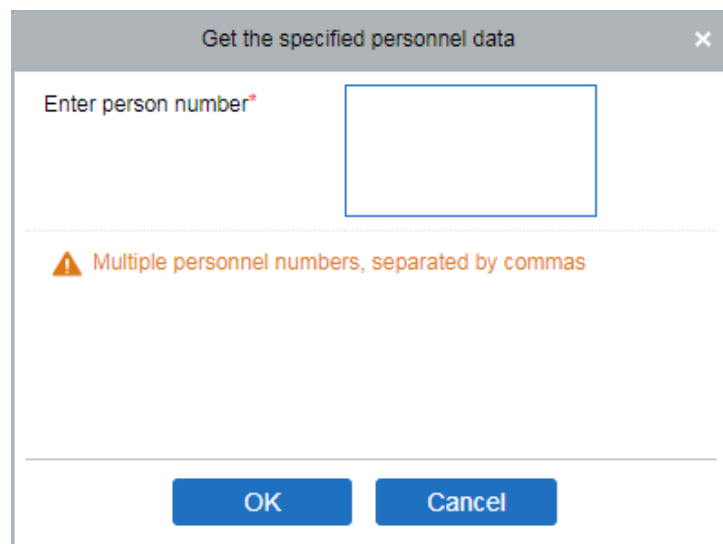 Get the specified personnel data
Enter person number*
Multiple personnel numbers, separated by commas
OK Cancel